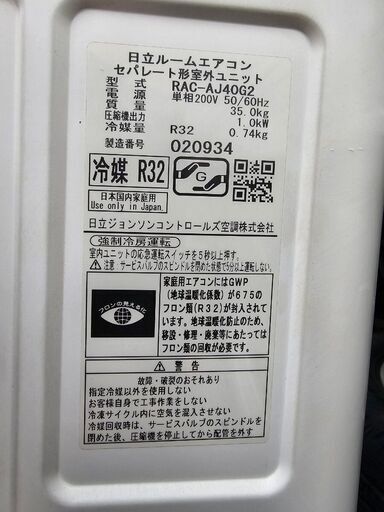 日立ルームエアコン
セパレート形室外ユニット
型式 RAC-AJ40G2
電源 単相200V 50/60Hz
35.0kg
圧縮機出力 1.0kW
冷媒量 R32 0.74kg
製造番号 020934
冷媒 R32
G
日本国内家庭用
Use only in Japan.
日立ジョンソンコントロールズ空調株式会社
強制冷房運転
室内ユニットの応急運転スイッチを5秒以上押す。
注意 サービスバルブのスピンドルを閉めた状態で5分以上運転しない。
フロンの見える化
家庭用エアコンにはGWP
(地球温暖化係数)が675の
フロン類(R32)が封入されて
います。地球温暖化防止のため、
移設・修理・廃棄等にあたっては
フロン類の回収が必要です。
警告
故障・破裂のおそれあり
指定冷媒以外を使用しない
お客様自身で工事作業をしない
冷凍サイクル内に空気を混入させない
冷媒回収時は、サービスバルブのスピンドルを
閉めた後、圧縮機を停止してから配管を外す